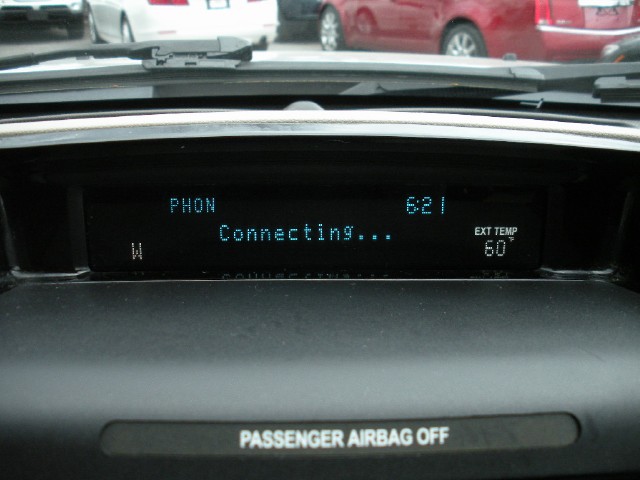 PHON 6:21
Connecting...
EXT TEMP
W 60°F
PASSENGER AIRBAG OFF